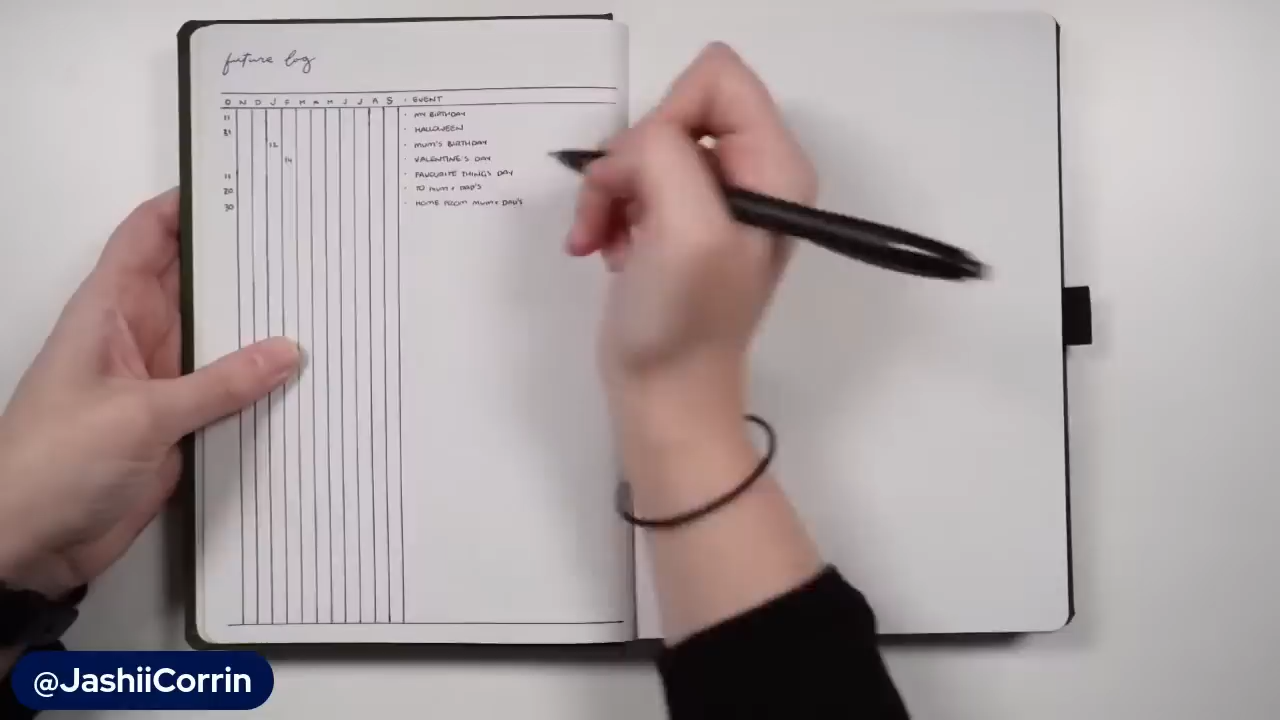 future log
O N D J F M A M J J A S · EVENT
11 · MY BIRTHDAY
31 · HALLOWEEN
12 · MUM'S BIRTHDAY
14 · VALENTINE'S DAY
11 · FAVOURITE THINGS DAY
20 · TO MUM + DAD'S
30 · HOME FROM MUM + DAD'S
@JashiiCorrin